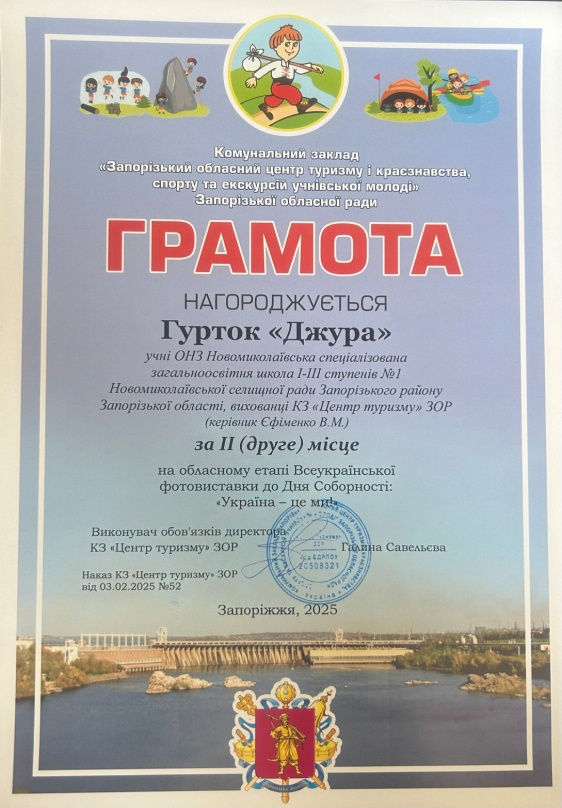 Комунальний заклад
«Запорізький обласний центр туризму і краєзнавства,
спорту та екскурсій учнівської молоді»
Запорізької обласної ради
ГРАМОТА
НАГОРОДЖУЄТЬСЯ
Гурток «Джура»
учні ОНЗ Новомиколаївська спеціалізована
загальноосвітня школа І-ІІІ ступенів №1
Новомиколаївської селищної ради Запорізького району
Запорізької області, вихованці КЗ «Центр туризму» ЗОР
(керівник Єфіменко В.М.)
за ІІ (друге) місце
на обласному етапі Всеукраїнської
фотовиставки до Дня Соборності:
«Україна – це ми!»
Виконувач обов'язків директора
КЗ «Центр туризму» ЗОР
Галина Савельєва
20508321
Наказ КЗ «Центр туризму» ЗОР
від 03.02.2025 №52
Запоріжжя, 2025